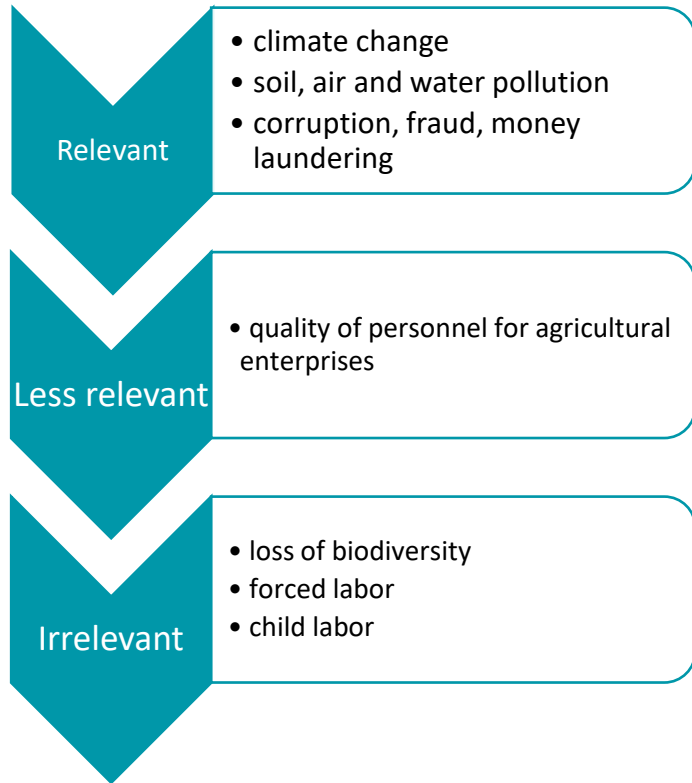 Relevant
• climate change
• soil, air and water pollution
• corruption, fraud, money
laundering
Less relevant
• quality of personnel for agricultural
enterprises
Irrelevant
• loss of biodiversity
• forced labor
• child labor